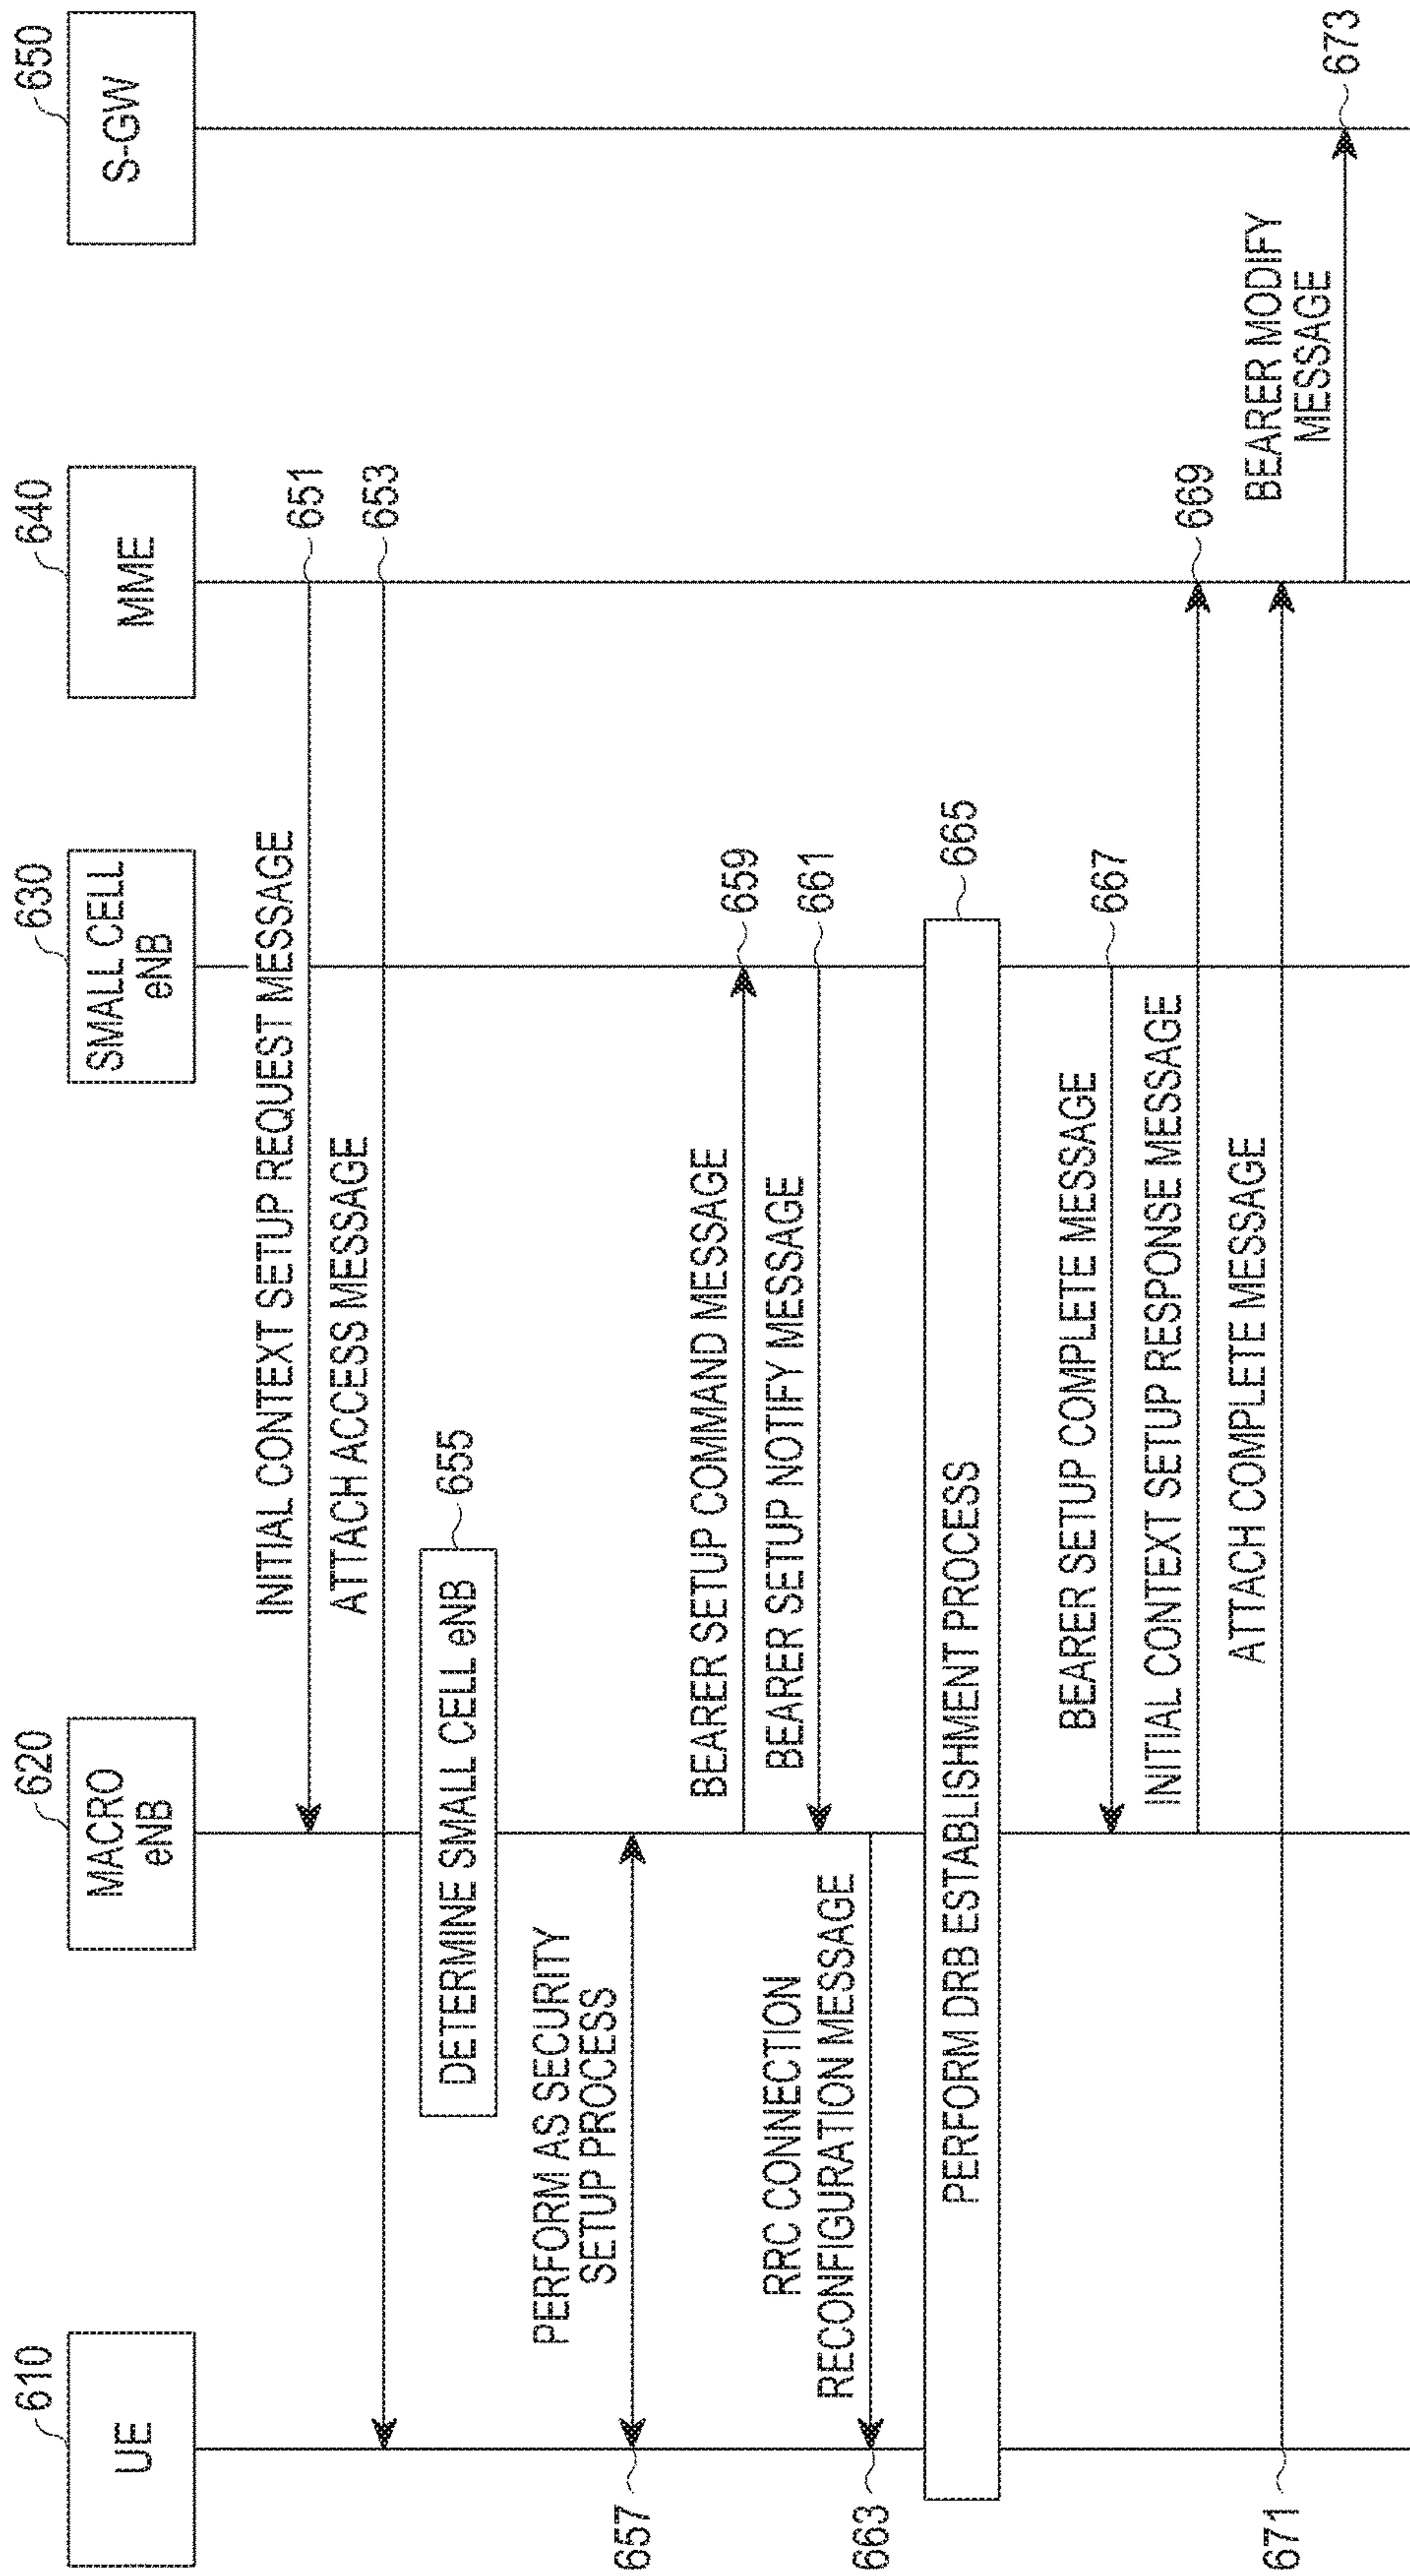 610
UE
620
MACRO
eNB
630
SMALL CELL
eNB
640
MME
650
S-GW
INITIAL CONTEXT SETUP REQUEST MESSAGE
651
ATTACH ACCESS MESSAGE
653
DETERMINE SMALL CELL eNB
655
PERFORM AS SECURITY
SETUP PROCESS
657
BEARER SETUP COMMAND MESSAGE
659
BEARER SETUP NOTIFY MESSAGE
661
RRC CONNECTION
RECONFIGURATION MESSAGE
663
PERFORM DRB ESTABLISHMENT PROCESS
665
BEARER SETUP COMPLETE MESSAGE
667
INITIAL CONTEXT SETUP RESPONSE MESSAGE
669
ATTACH COMPLETE MESSAGE
671
BEARER MODIFY
MESSAGE
673